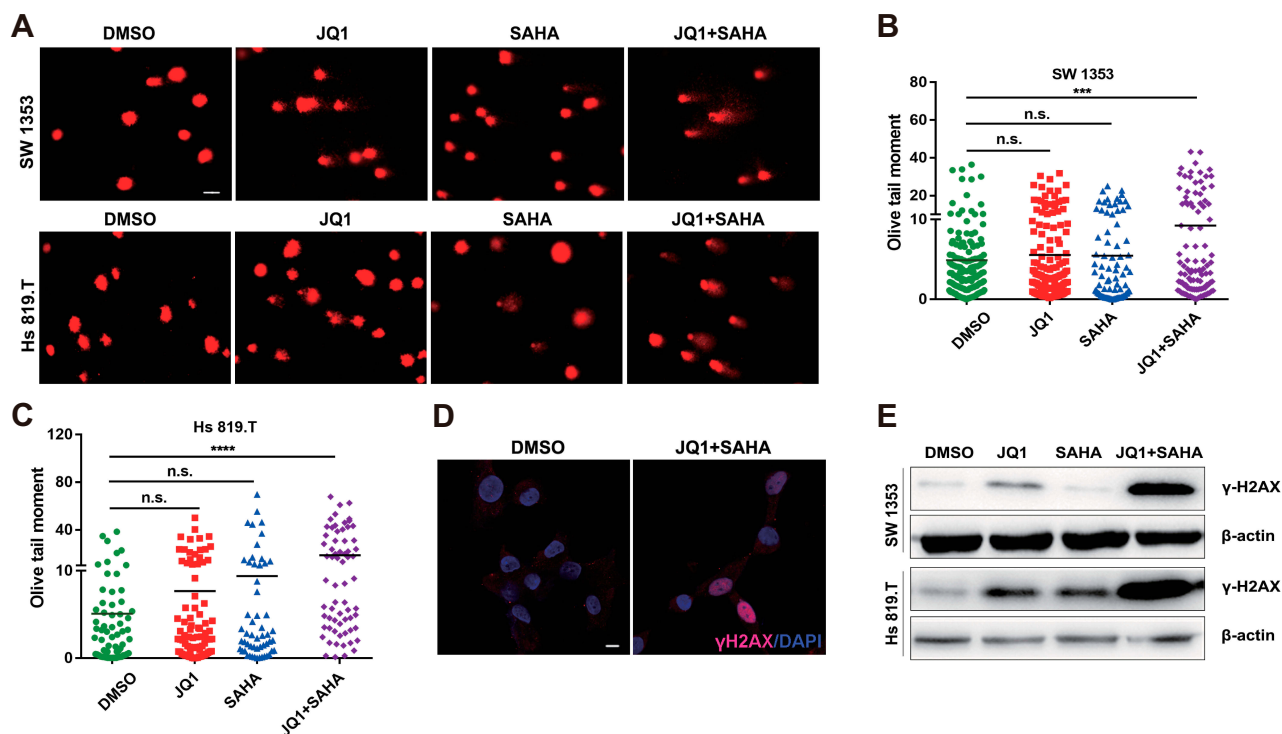 A
DMSO JQ1 SAHA JQ1+SAHA
SW 1353
DMSO JQ1 SAHA JQ1+SAHA
Hs 819.T
B
SW 1353
***
n.s.
n.s.
Olive tail moment
80
60
40
20
10
0
DMSO JQ1 SAHA JQ1+SAHA
C
Hs 819.T
****
n.s.
n.s.
Olive tail moment
120
80
40
10
0
DMSO JQ1 SAHA JQ1+SAHA
D
DMSO JQ1+SAHA
γH2AX/DAPI
E
DMSO JQ1 SAHA JQ1+SAHA
SW 1353
γ-H2AX
β-actin
Hs 819.T
γ-H2AX
β-actin